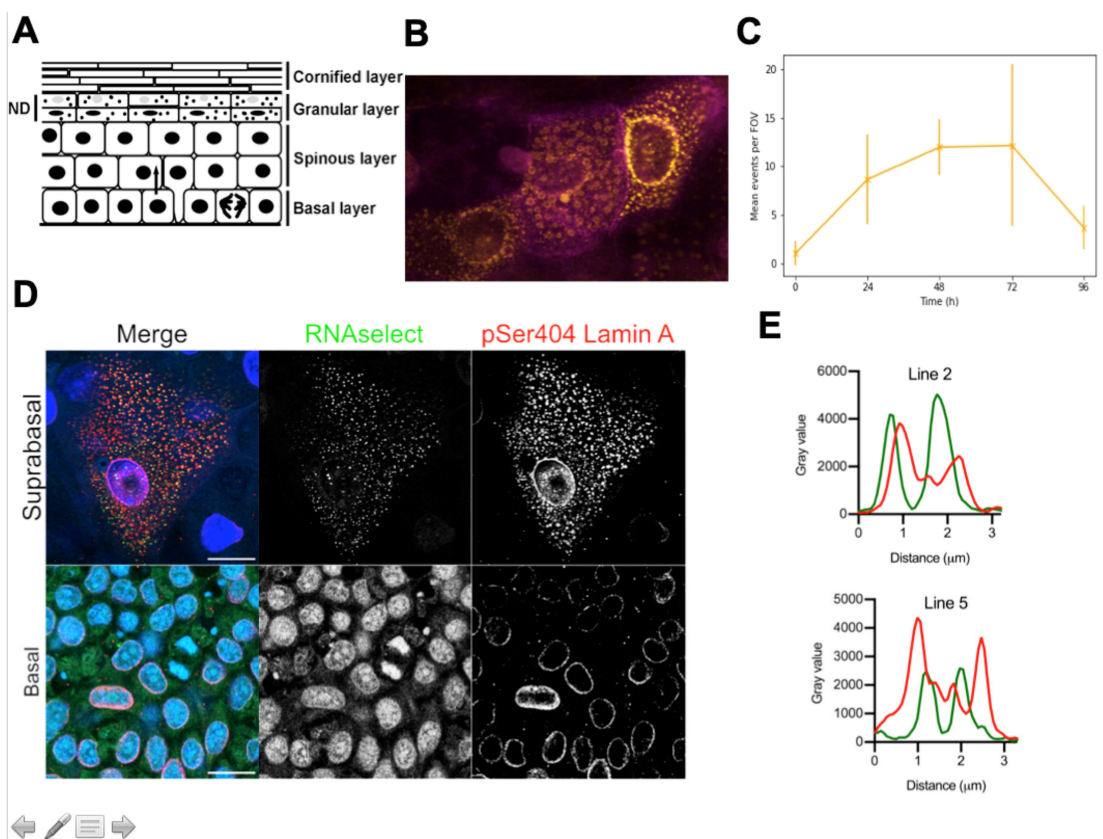 A
Cornified layer
ND
Granular layer
Spinous layer
Basal layer
B
C
Mean events per FOV
20
15
10
5
0
0 24 48 72 96
Time (h)
D
Merge RNAselect pSer404 Lamin A
Suprabasal
Basal
E
Line 2
Gray value
6000
4000
2000
0
0 1 2 3
Distance (μm)
Line 5
Gray value
5000
4000
3000
2000
1000
0
0 1 2 3
Distance (μm)